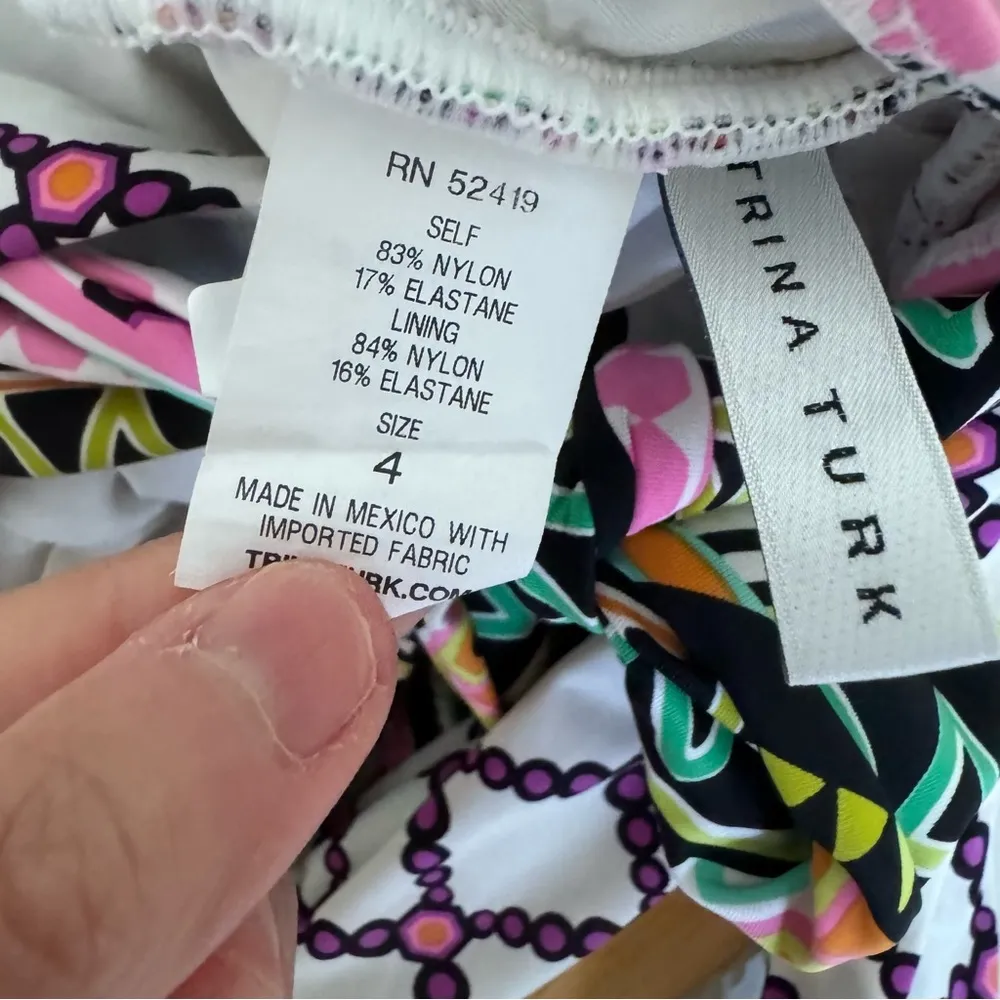 RN 52419
SELF
83% NYLON
17% ELASTANE
LINING
84% NYLON
16% ELASTANE
SIZE
4
MADE IN MEXICO WITH
IMPORTED FABRIC
TRINA TURK